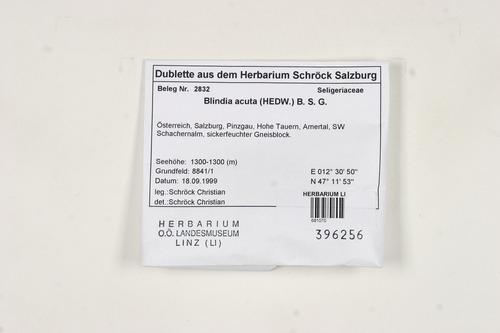 Dublette aus dem Herbarium Schröck Salzburg
Beleg Nr. 2832 Seligeriaceae
Blindia acuta (HEDW.) B. S. G.
Österreich, Salzburg, Pinzgau, Hohe Tauern, Amertal, SW
Schachernalm, sickerfeuchter Gneisblock.
Seehöhe: 1300-1300 (m)
Grundfeld: 8841/1 E 012° 30' 50"
Datum: 18.09.1999 N 47° 11' 53"
leg.:Schröck Christian HERBARIUM LI
det.:Schröck Christian
681070
HERBARIUM
O.Ö. LANDESMUSEUM
LINZ (LI)
396256